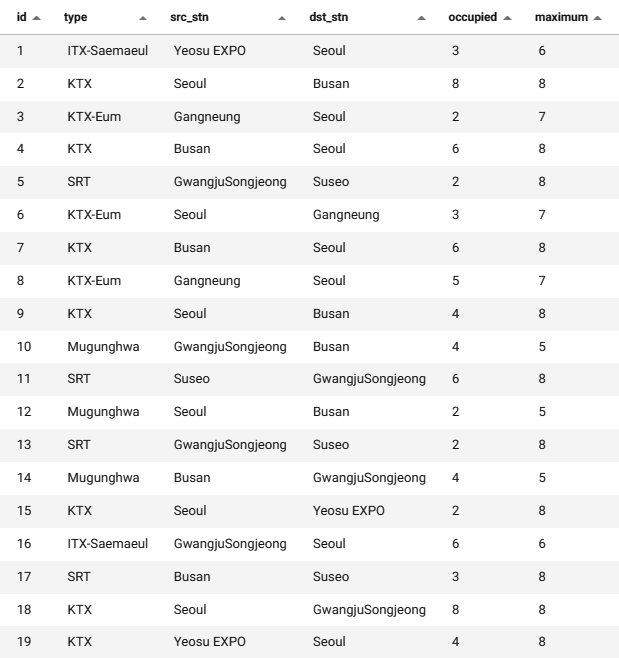 id type src_stn dst_stn occupied maximum
1 ITX-Saemaeul Yeosu EXPO Seoul 3 6
2 KTX Seoul Busan 8 8
3 KTX-Eum Gangneung Seoul 2 7
4 KTX Busan Seoul 6 8
5 SRT GwangjuSongjeong Suseo 2 8
6 KTX-Eum Seoul Gangneung 3 7
7 KTX Busan Seoul 6 8
8 KTX-Eum Gangneung Seoul 5 7
9 KTX Seoul Busan 4 8
10 Mugunghwa GwangjuSongjeong Busan 4 5
11 SRT Suseo GwangjuSongjeong 6 8
12 Mugunghwa Seoul Busan 2 5
13 SRT GwangjuSongjeong Suseo 2 8
14 Mugunghwa Busan GwangjuSongjeong 4 5
15 KTX Seoul Yeosu EXPO 2 8
16 ITX-Saemaeul GwangjuSongjeong Seoul 6 6
17 SRT Busan Suseo 3 8
18 KTX Seoul GwangjuSongjeong 8 8
19 KTX Yeosu EXPO Seoul 4 8